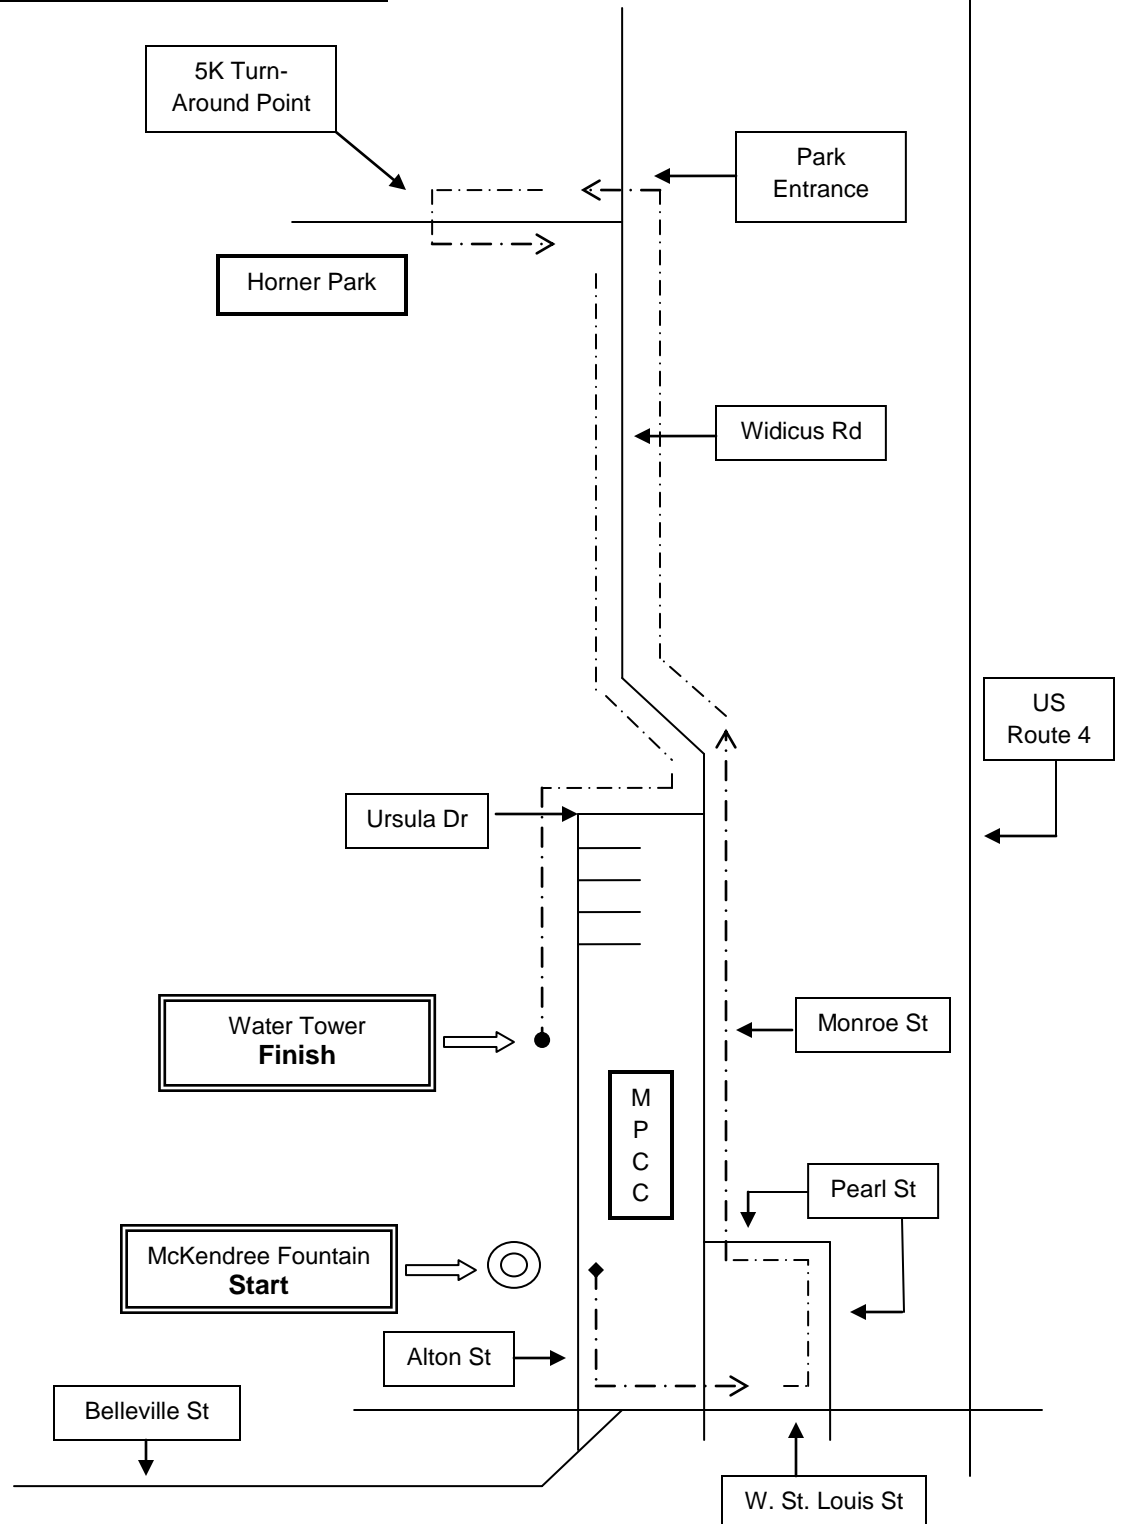 5K Turn-
Around Point
Park
Entrance
Horner Park
Widicus Rd
US
Route 4
Ursula Dr
Water Tower
Finish
Monroe St
M
P
C
C
Pearl St
McKendree Fountain
Start
Alton St
Belleville St
W. St. Louis St